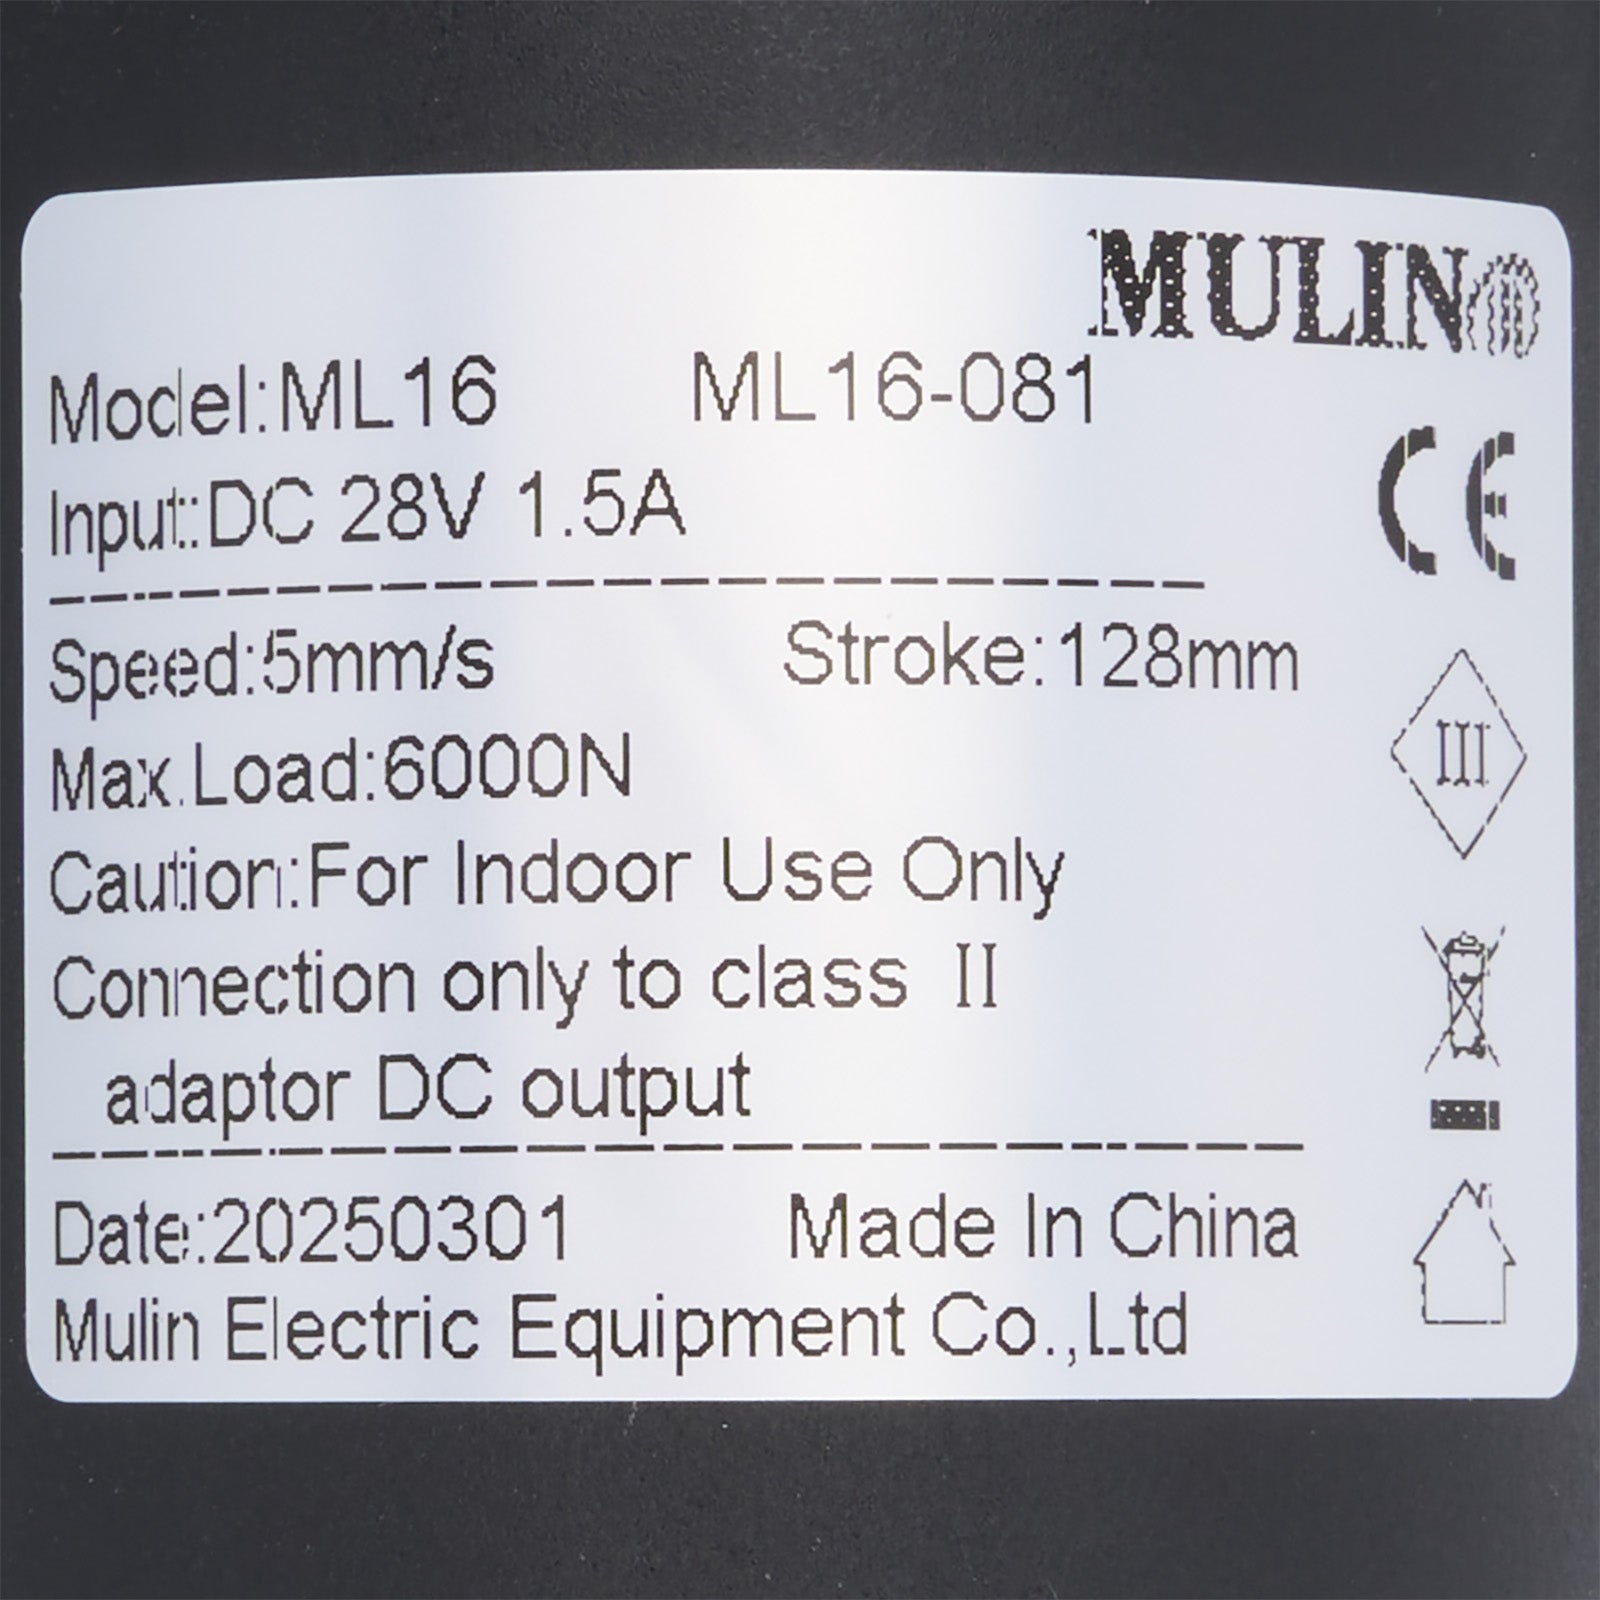 MULIN
Model:ML16 ML16-081
Input:DC 28V 1.5A
CE
Speed:5mm/s Stroke:128mm
III
Max.Load:6000N
Caution:For Indoor Use Only
Connection only to class II
adaptor DC output
Date:20250301 Made In China
Mulin Electric Equipment Co.,Ltd